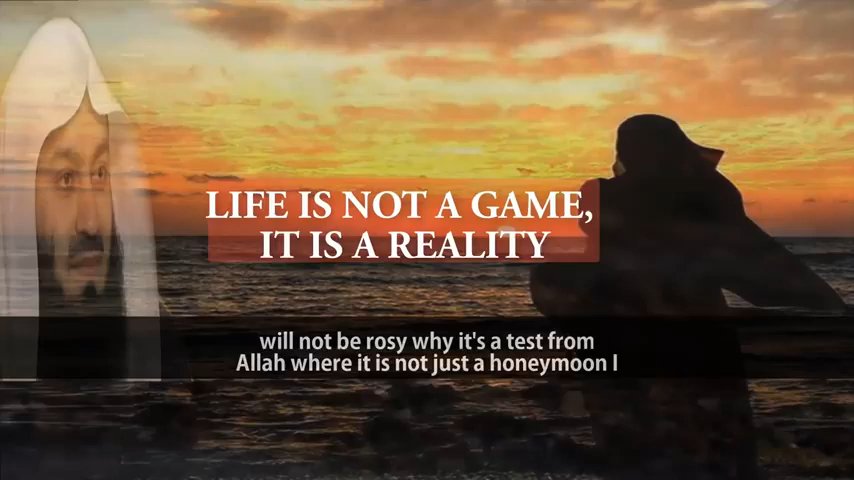 LIFE IS NOT A GAME,
IT IS A REALITY
will not be rosy why it's a test from
Allah where it is not just a honeymoon I